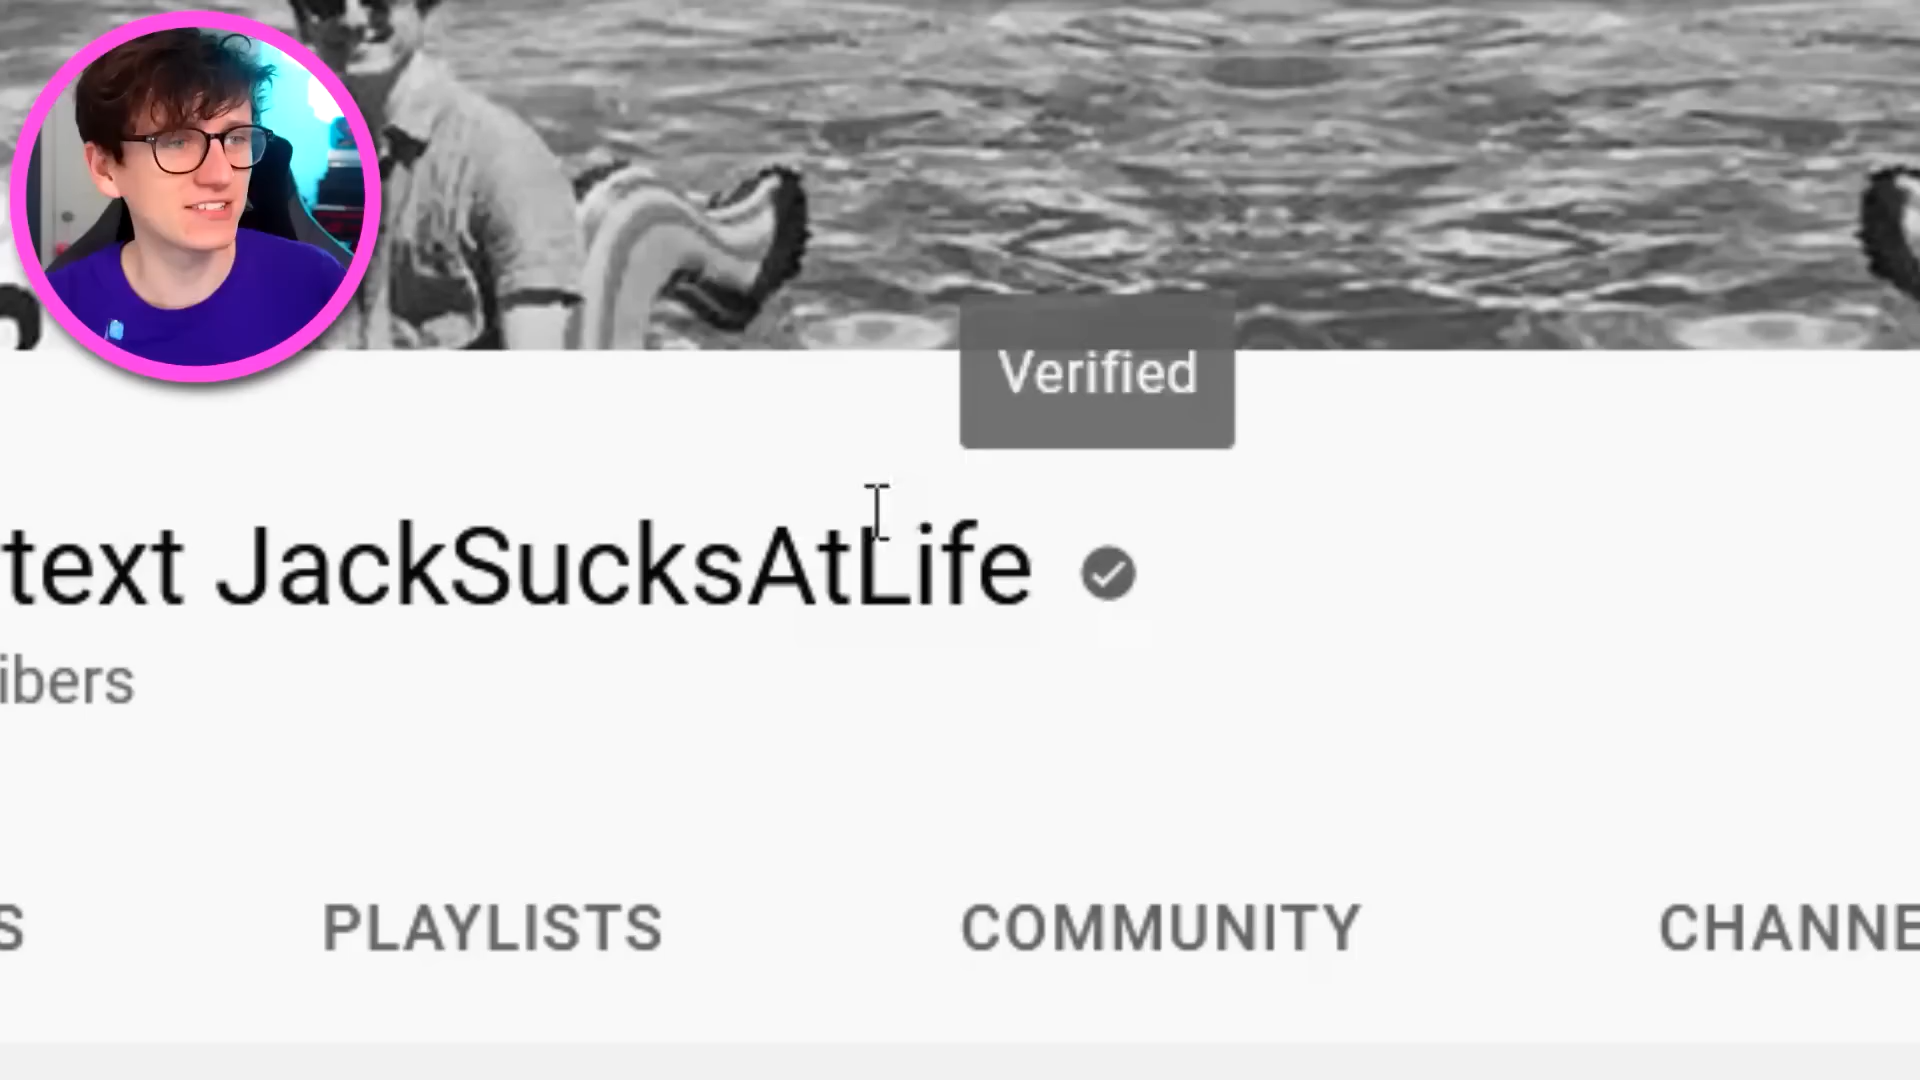 Verified
text JackSucksAtLife
ibers
S
PLAYLISTS
COMMUNITY
CHANNE